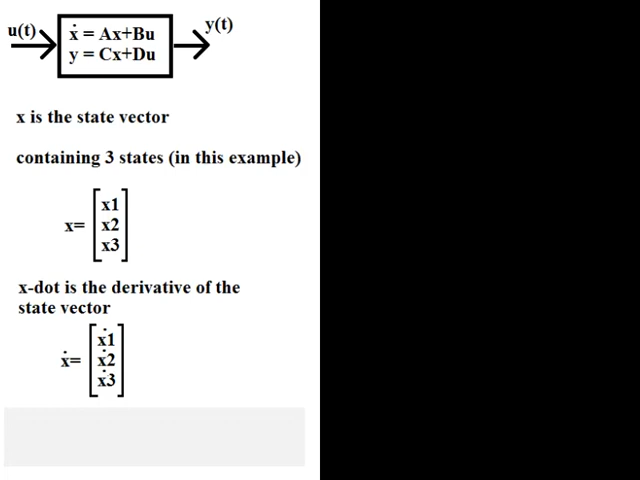 u(t)
ẋ = Ax+Bu
y = Cx+Du
y(t)
x is the state vector
containing 3 states (in this example)
x= [x1
x2
x3]
x-dot is the derivative of the
state vector
ẋ= [ẋ1
ẋ2
ẋ3]